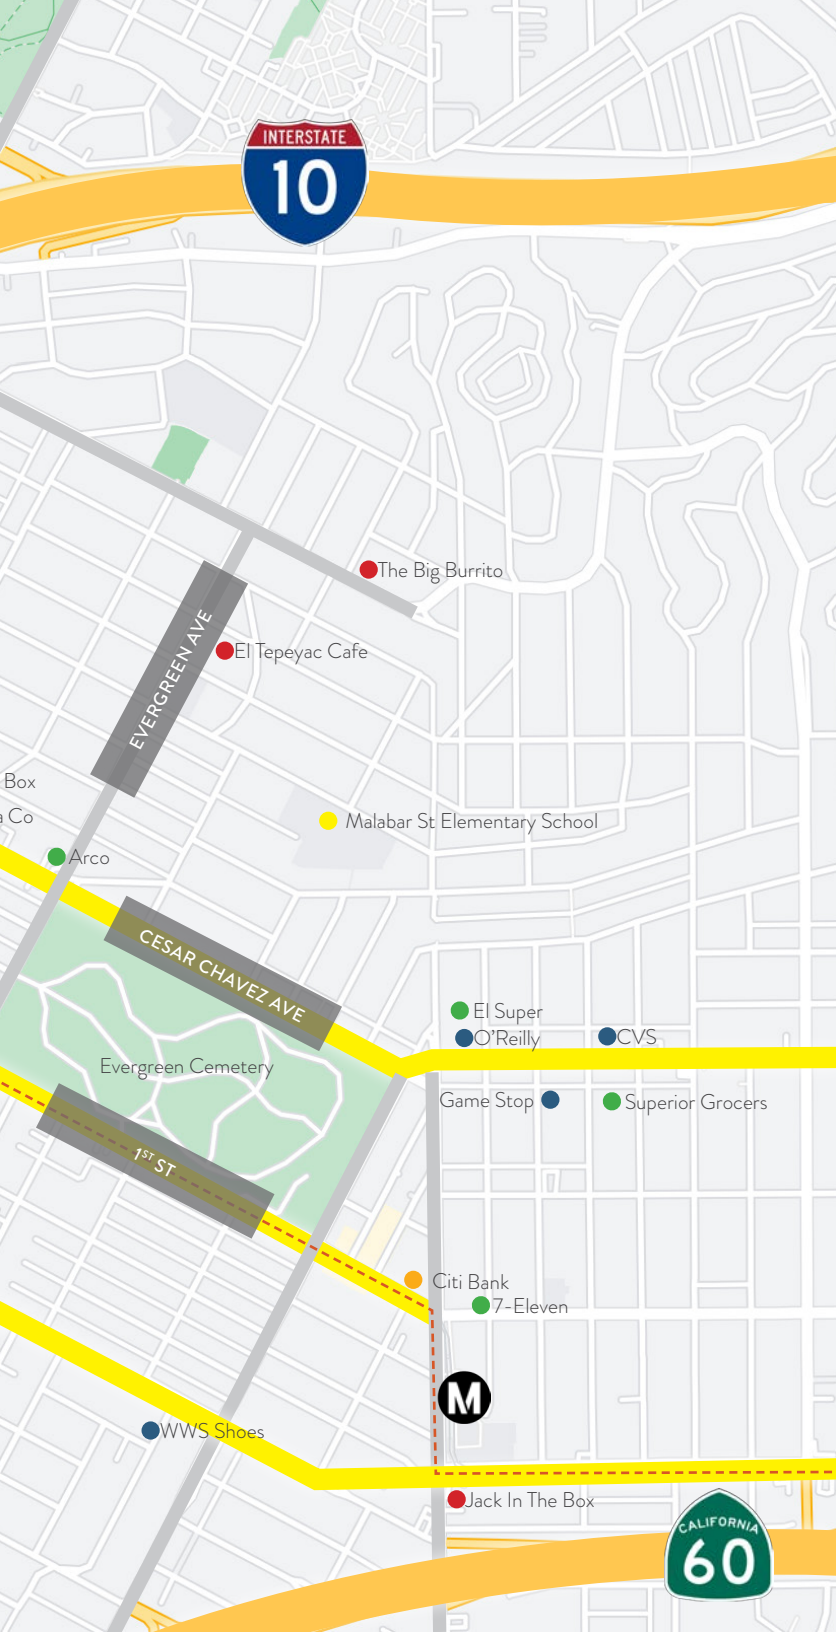 INTERSTATE
10
The Big Burrito
EVERGREEN AVE
El Tepeyac Cafe
Box
a Co
Malabar St Elementary School
Arco
CESAR CHAVEZ AVE
El Super
O'Reilly
CVS
Evergreen Cemetery
Game Stop
Superior Grocers
1ST ST
Citi Bank
7-Eleven
M
WWS Shoes
Jack In The Box
CALIFORNIA
60